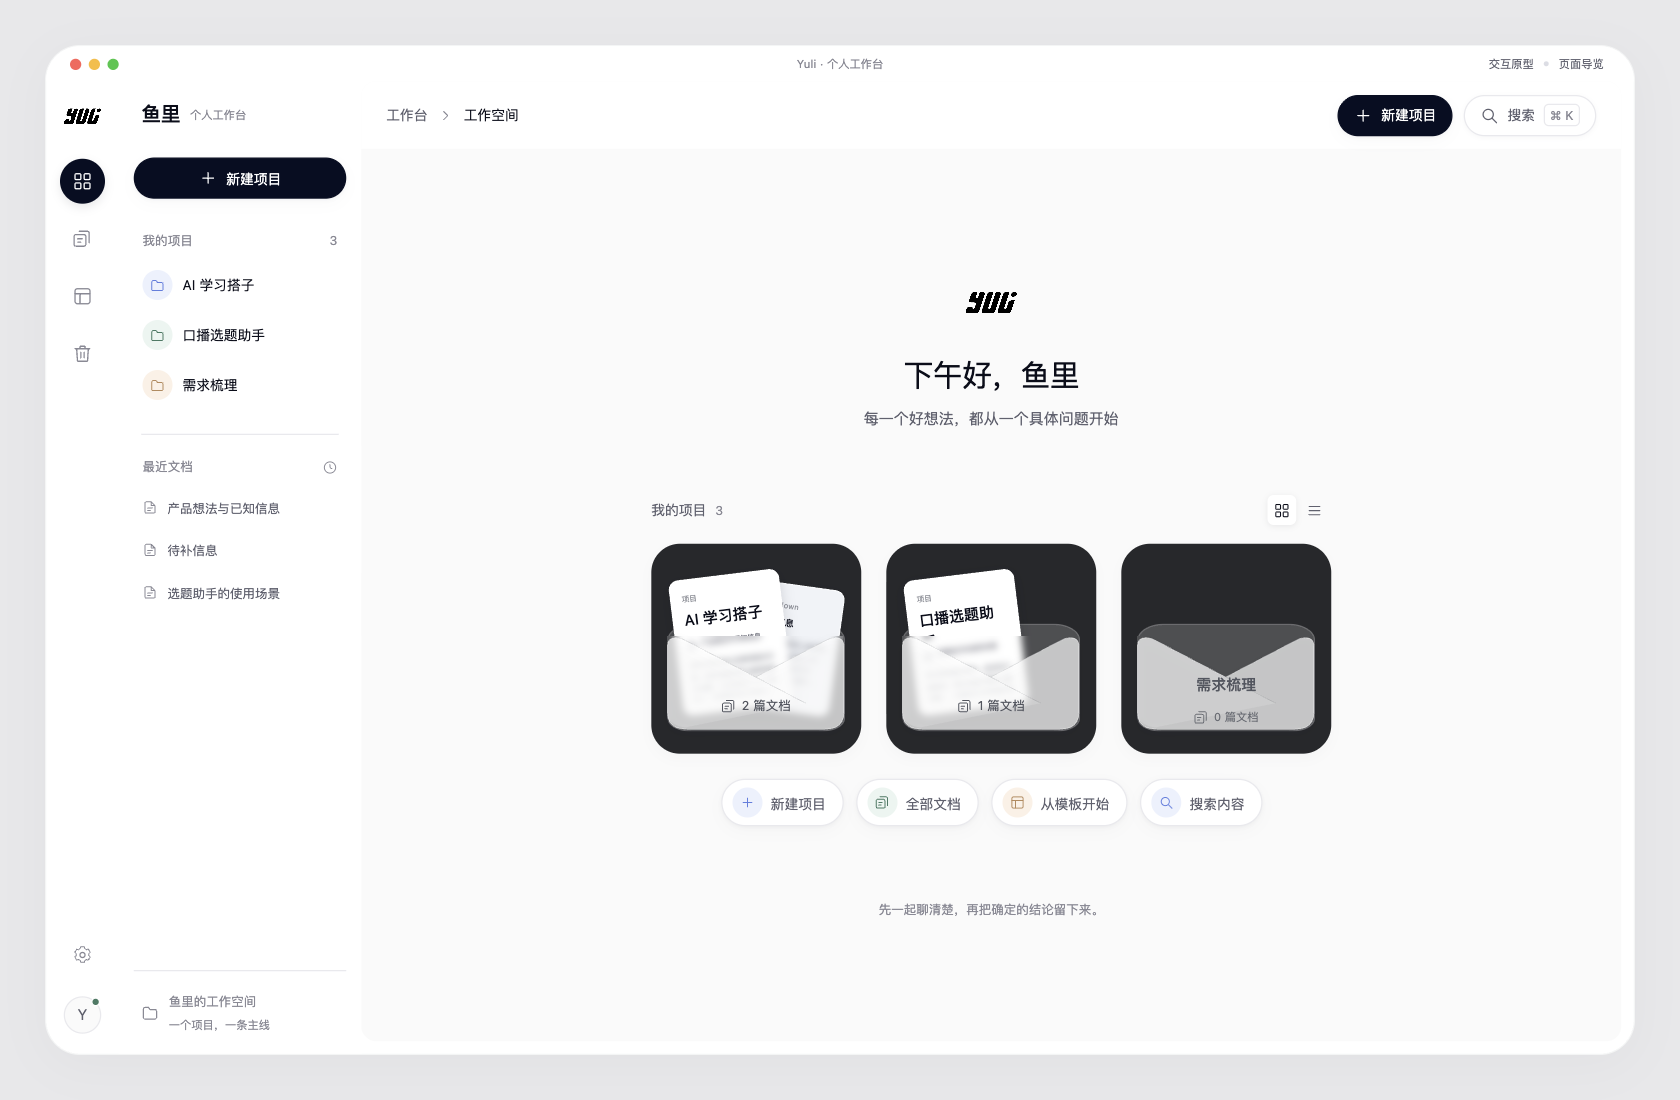 Yuli · 个人工作台
交互原型
页面导览
yuli
鱼里 个人工作台
工作台 > 工作空间
+ 新建项目
搜索 ⌘ K
+ 新建项目
我的项目 3
AI 学习搭子
口播选题助手
需求梳理
最近文档
产品想法与已知信息
待补信息
选题助手的使用场景
鱼里的工作空间
一个项目，一条主线
Y
yuli
下午好，鱼里
每一个好想法，都从一个具体问题开始
我的项目 3
项目
AI 学习搭子
2 篇文档
项目
口播选题助
1 篇文档
需求梳理
0 篇文档
+ 新建项目
全部文档
从模板开始
搜索内容
先一起聊清楚，再把确定的结论留下来。